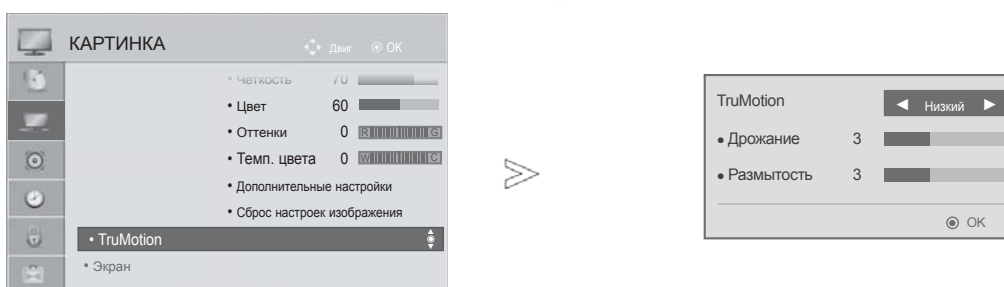 КАРТИНКА
Двиг OK
• Четкость 70
• Цвет 60
• Оттенки 0 R G
• Темп. цвета 0 W C
• Дополнительные настройки
• Сброс настроек изображения
• TruMotion
• Экран
TruMotion ◄ Низкий ►
• Дрожание 3
• Размытость 3
OK